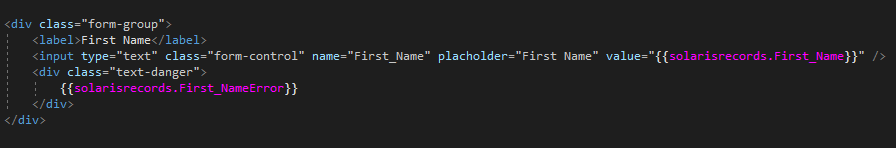 <div class="form-group">
<label>First Name</label>
<input type="text" class="form-control" name="First_Name" placholder="First Name" value="{{solarisrecords.First_Name}}" />
<div class="text-danger">
{{solarisrecords.First_NameError}}
</div>
</div>